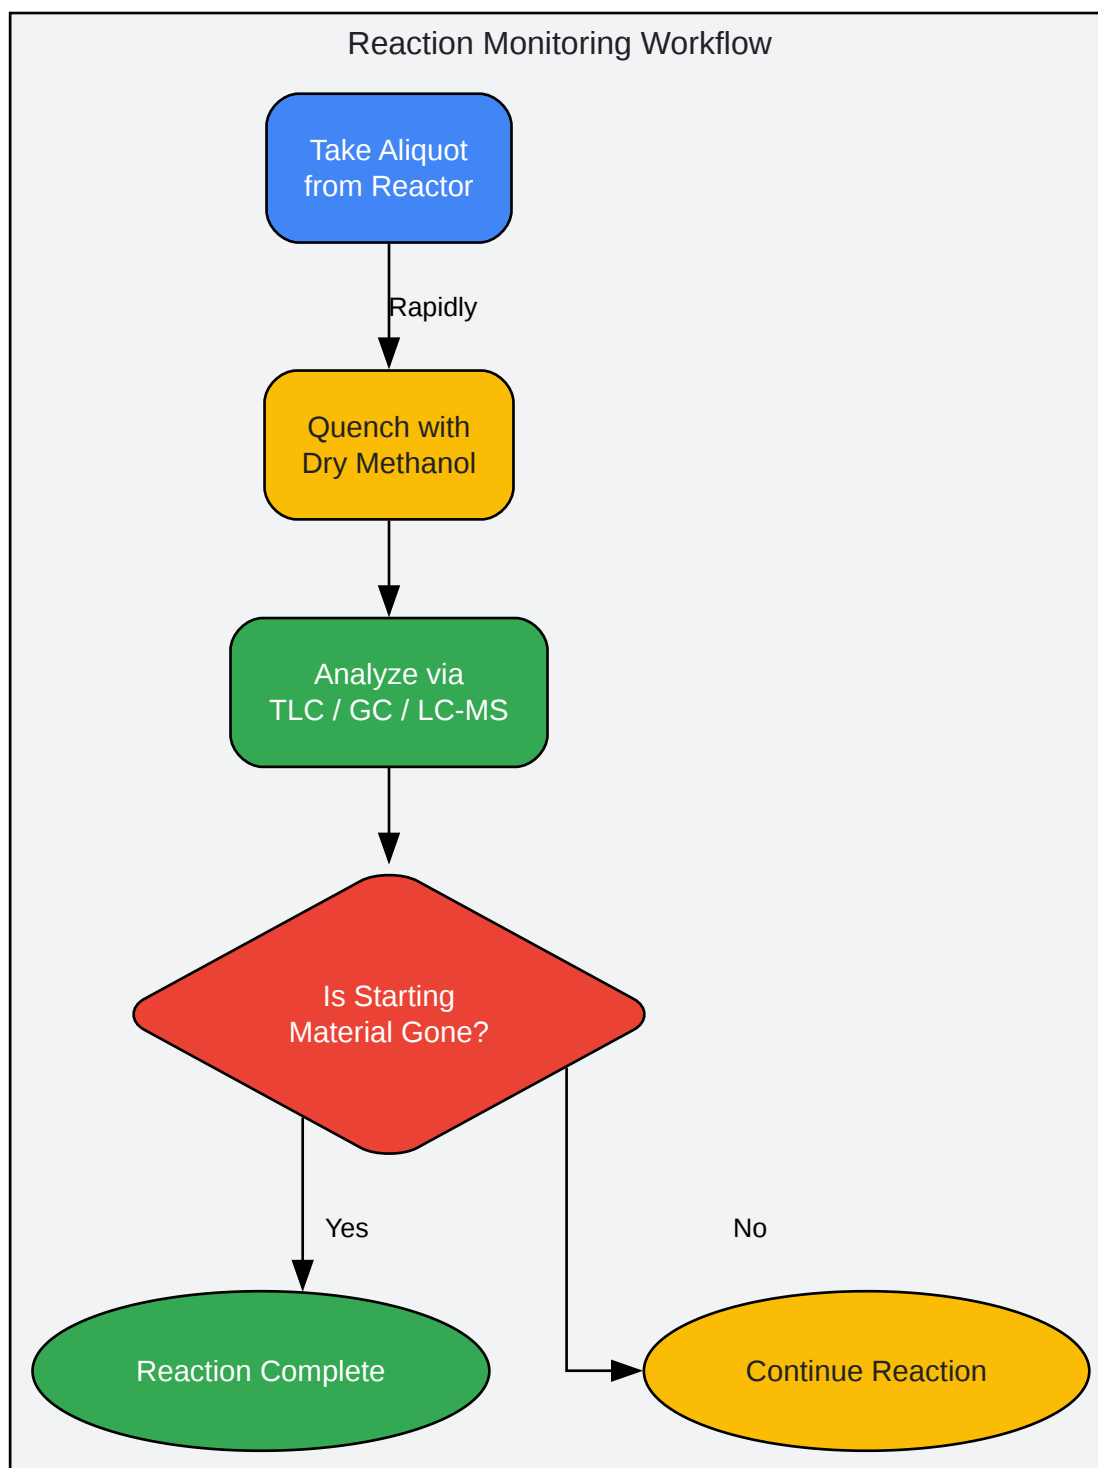 Reaction Monitoring Workflow
Take Aliquot
from Reactor
Rapidly
Quench with
Dry Methanol
Analyze via
TLC / GC / LC-MS
Is Starting
Material Gone?
Yes
No
Reaction Complete
Continue Reaction